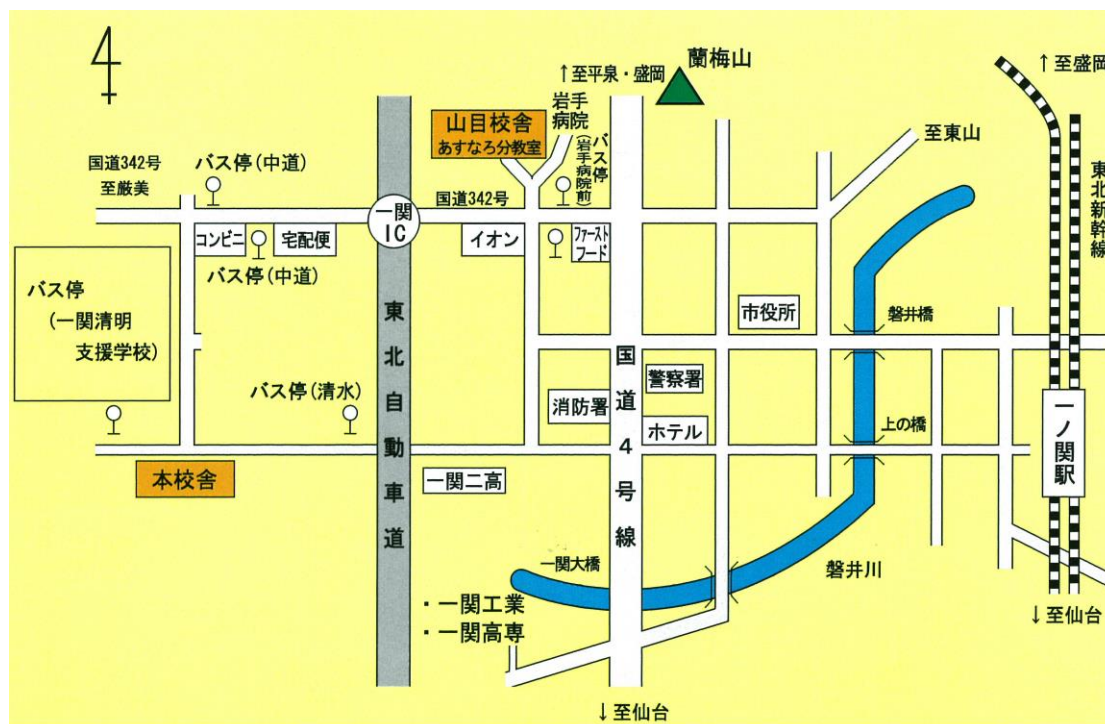 蘭梅山
↑至平泉・盛岡
↑至盛岡
岩手
病院
山目校舎
あすなろ分教室
バス停
(岩手病院前)
至東山
国道342号
至厳美
バス停(中道)
国道342号
東北新幹線
一関
IC
コンビニ
宅配便
イオン
ファースト
フード
バス停(中道)
バス停
(一関清明
支援学校)
市役所
磐井橋
東北自動車道
国道4号線
警察署
消防署
バス停(清水)
ホテル
上の橋
一ノ関駅
本校舎
一関二高
一関大橋
磐井川
・一関工業
・一関高専
↓至仙台
↓至仙台